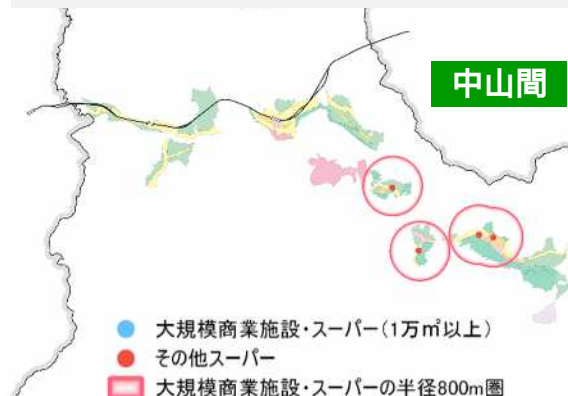 中山間
大規模商業施設・スーパー(1万㎡以上)
その他スーパー
大規模商業施設・スーパーの半径800m圏